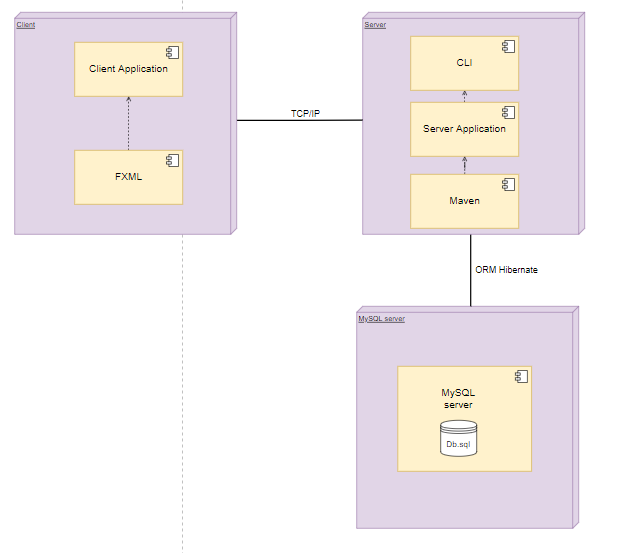 Client
Client Application
FXML
TCP/IP
Server
CLI
Server Application
Maven
ORM Hibernate
MySQL server
MySQL
server
Db.sql